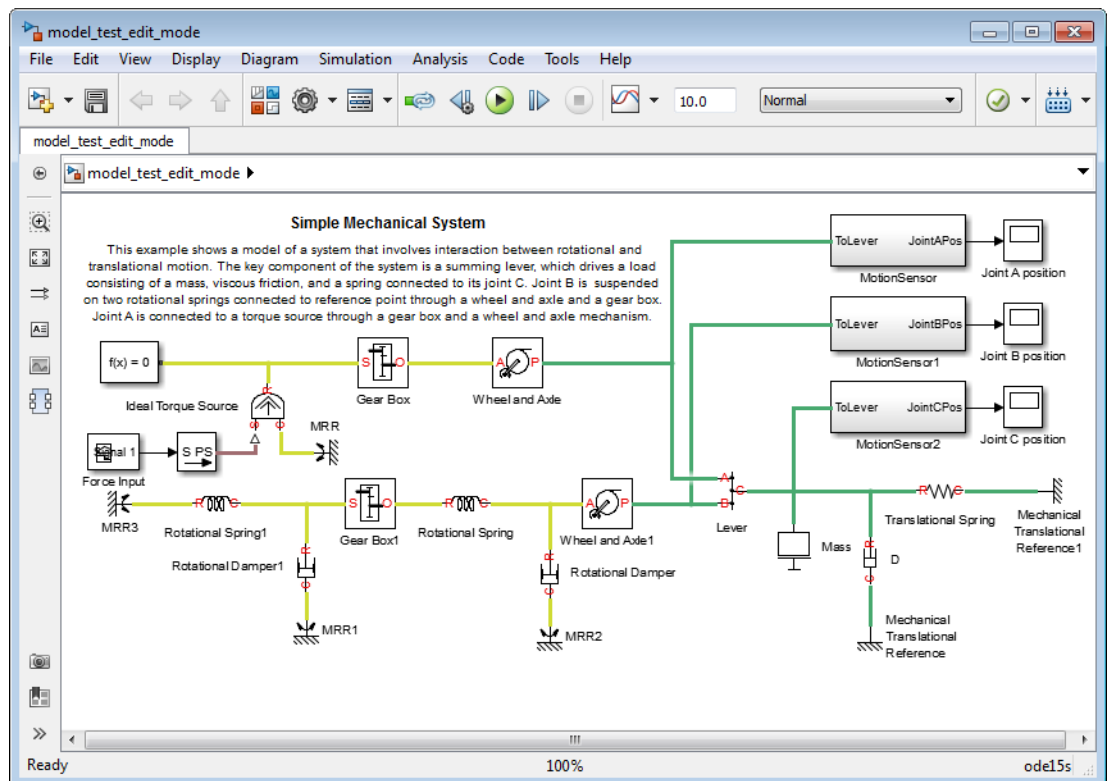 model_test_edit_mode
File Edit View Display Diagram Simulation Analysis Code Tools Help
10.0
Normal
model_test_edit_mode
model_test_edit_mode
Simple Mechanical System
This example shows a model of a system that involves interaction between rotational and
translational motion. The key component of the system is a summing lever, which drives a load
consisting of a mass, viscous friction, and a spring connected to its joint C. Joint B is suspended
on two rotational springs connected to reference point through a wheel and axle and a gear box.
Joint A is connected to a torque source through a gear box and a wheel and axle mechanism.
ToLever JointAPos
MotionSensor
Joint A position
ToLever JointBPos
MotionSensor1
Joint B position
ToLever JointCPos
MotionSensor2
Joint C position
f(x) = 0
S O
Gear Box
A P
Wheel and Axle
Ideal Torque Source
R
S C
MRR
Signal 1
Force Input
S PS
MRR3
R C
Rotational Spring1
S O
Gear Box1
R C
Rotational Spring
A P
Wheel and Axle1
A
B
C
Lever
R C
Translational Spring
Mechanical
Translational
Reference1
Rotational Damper1
R
C
MRR1
Rotational Damper
R
C
MRR2
Mass
R
D
C
Mechanical
Translational
Reference
Ready
100%
ode15s